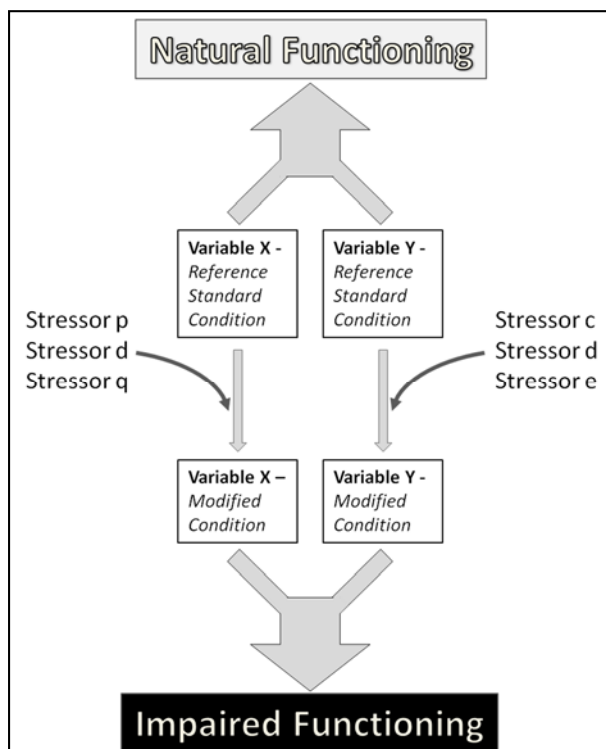 Natural Functioning
Variable X -
Reference
Standard
Condition
Variable Y -
Reference
Standard
Condition
Stressor p
Stressor d
Stressor q
Stressor c
Stressor d
Stressor e
Variable X –
Modified
Condition
Variable Y -
Modified
Condition
Impaired Functioning